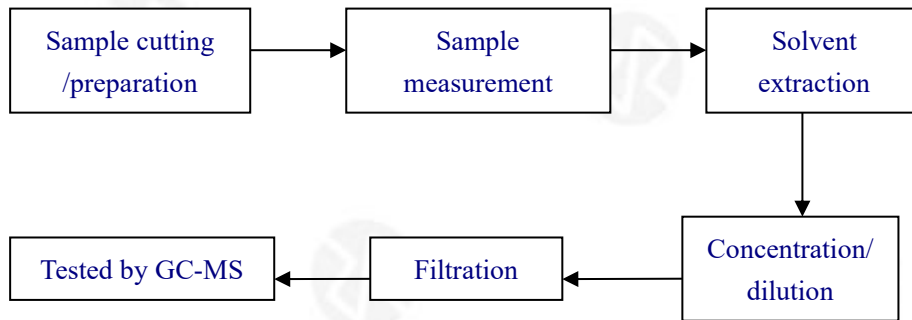 Sample cutting
/preparation
Sample
measurement
Solvent
extraction
Concentration/
dilution
Filtration
Tested by GC-MS